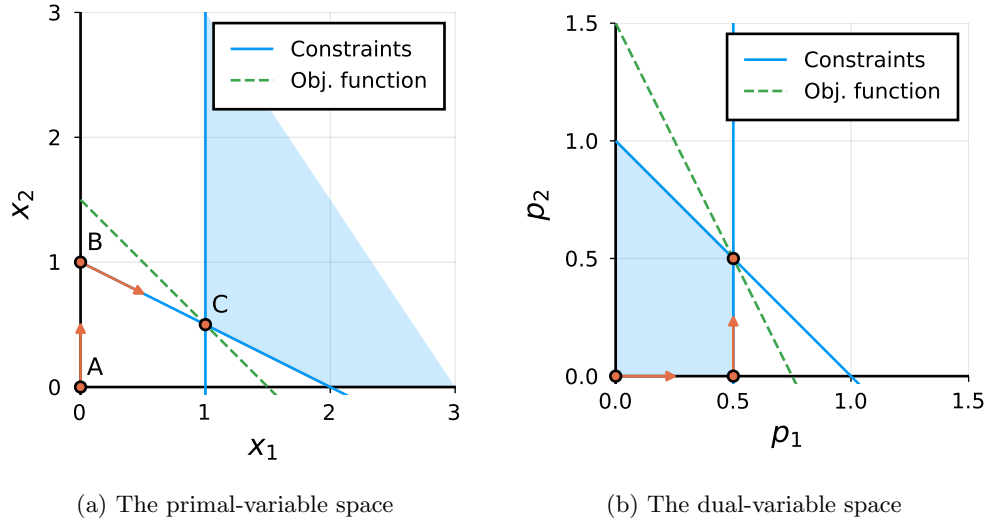 3
2
1
0
0
1
2
3
x₂
x₁
Constraints
Obj. function
A
B
C
1.5
1.0
0.5
0.0
0.0
0.5
1.0
1.5
p₂
p₁
Constraints
Obj. function
(a) The primal-variable space
(b) The dual-variable space